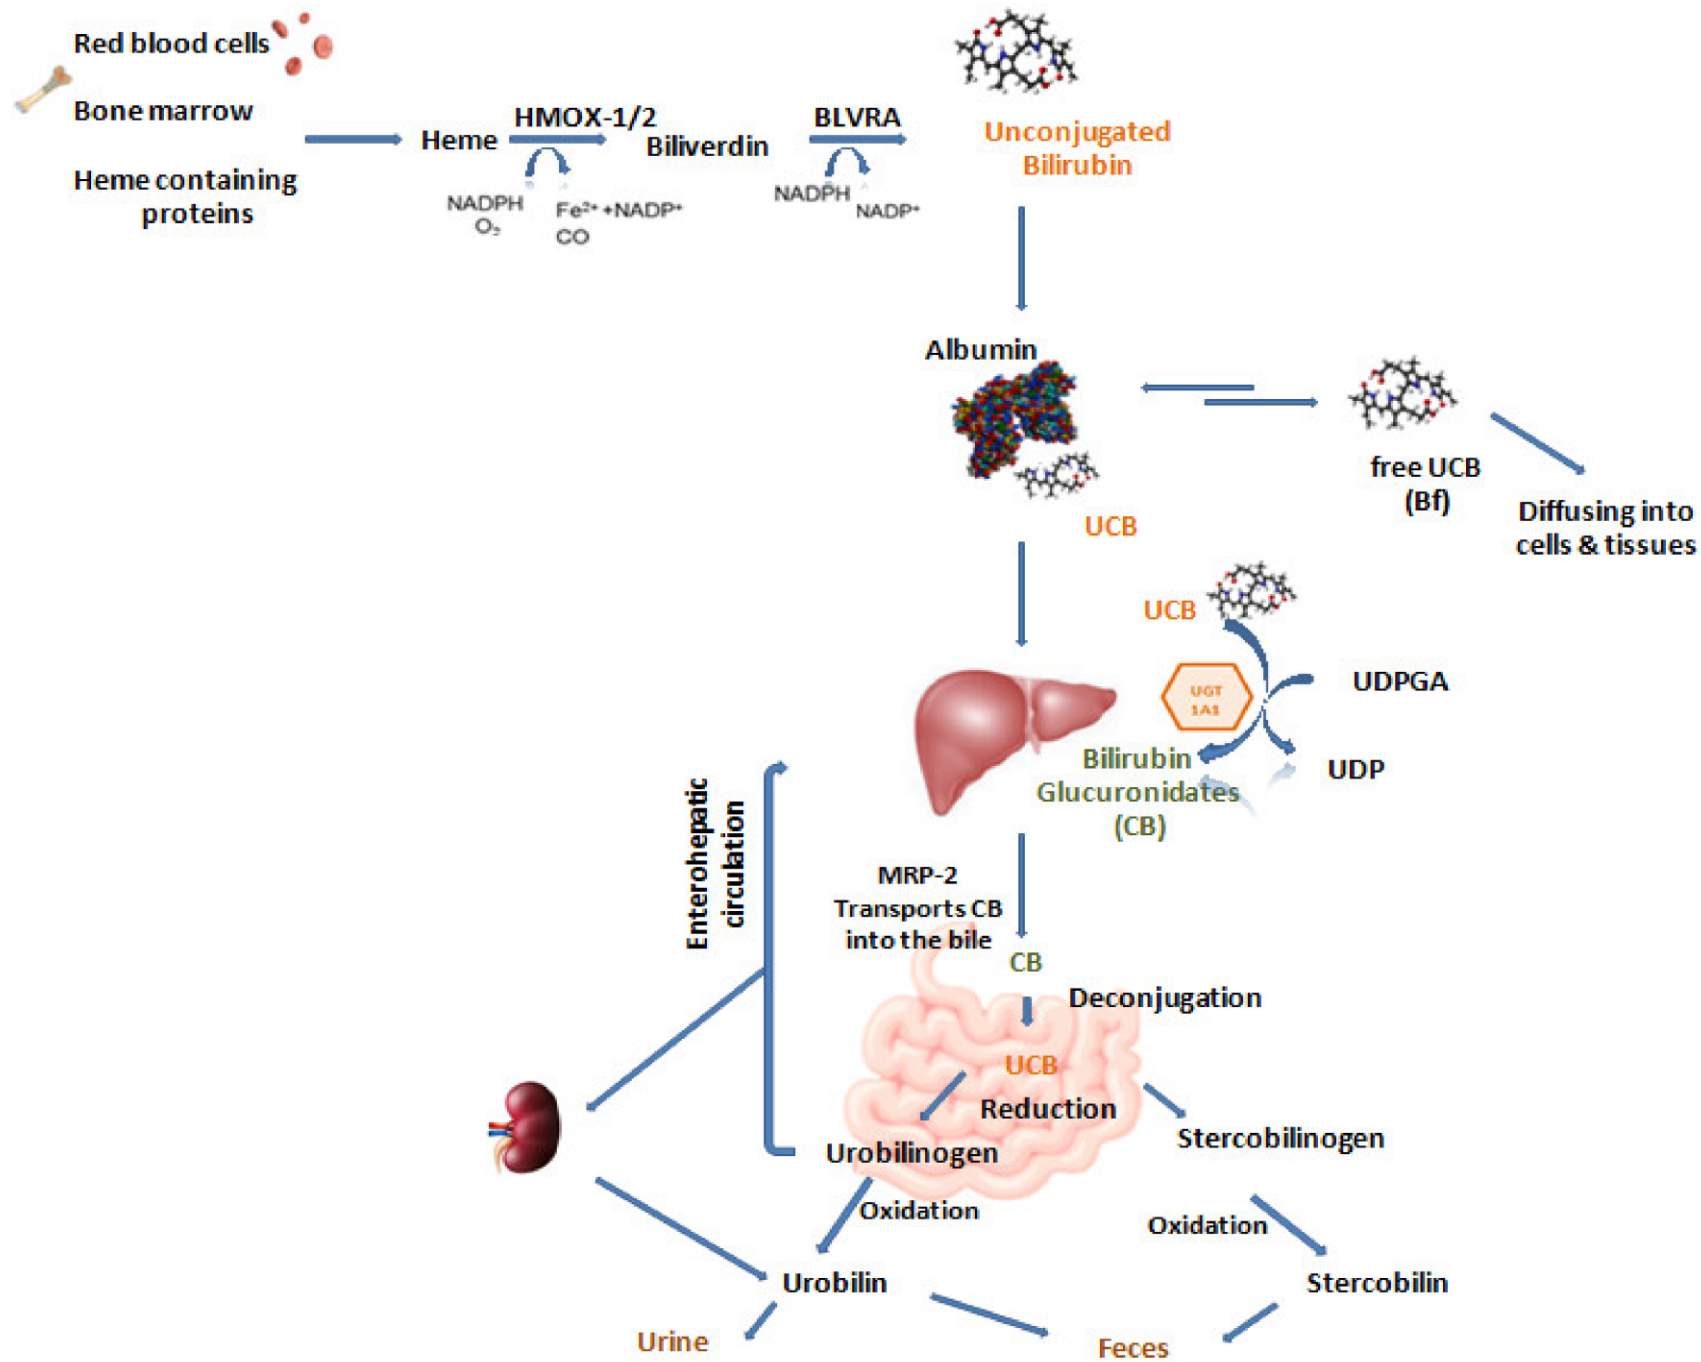 Red blood cells
Bone marrow
Heme containing
proteins
Heme
HMOX-1/2
NADPH
O₂
Fe²⁺ +NADP⁺
CO
Biliverdin
BLVRA
NADPH
NADP⁺
Unconjugated
Bilirubin
Albumin
UCB
free UCB
(Bf)
Diffusing into
cells & tissues
UCB
UGT
1A1
UDPGA
UDP
Bilirubin
Glucuronidates
(CB)
Enterohepatic
circulation
MRP-2
Transports CB
into the bile
CB
Deconjugation
UCB
Reduction
Urobilinogen
Stercobilinogen
Oxidation
Oxidation
Urobilin
Stercobilin
Urine
Feces